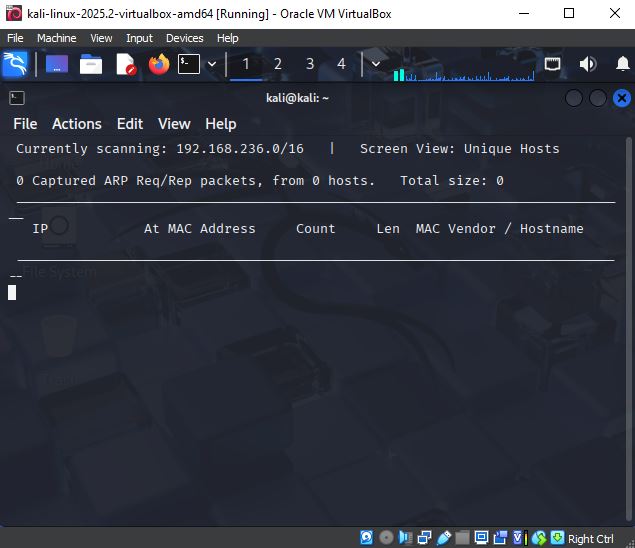 kali-linux-2025.2-virtualbox-amd64 [Running] - Oracle VM VirtualBox
File Machine View Input Devices Help
1 2 3 4
kali@kali: ~
File Actions Edit View Help
Currently scanning: 192.168.236.0/16 | Screen View: Unique Hosts
0 Captured ARP Req/Rep packets, from 0 hosts. Total size: 0
IP At MAC Address Count Len MAC Vendor / Hostname
File System
Trash
Right Ctrl